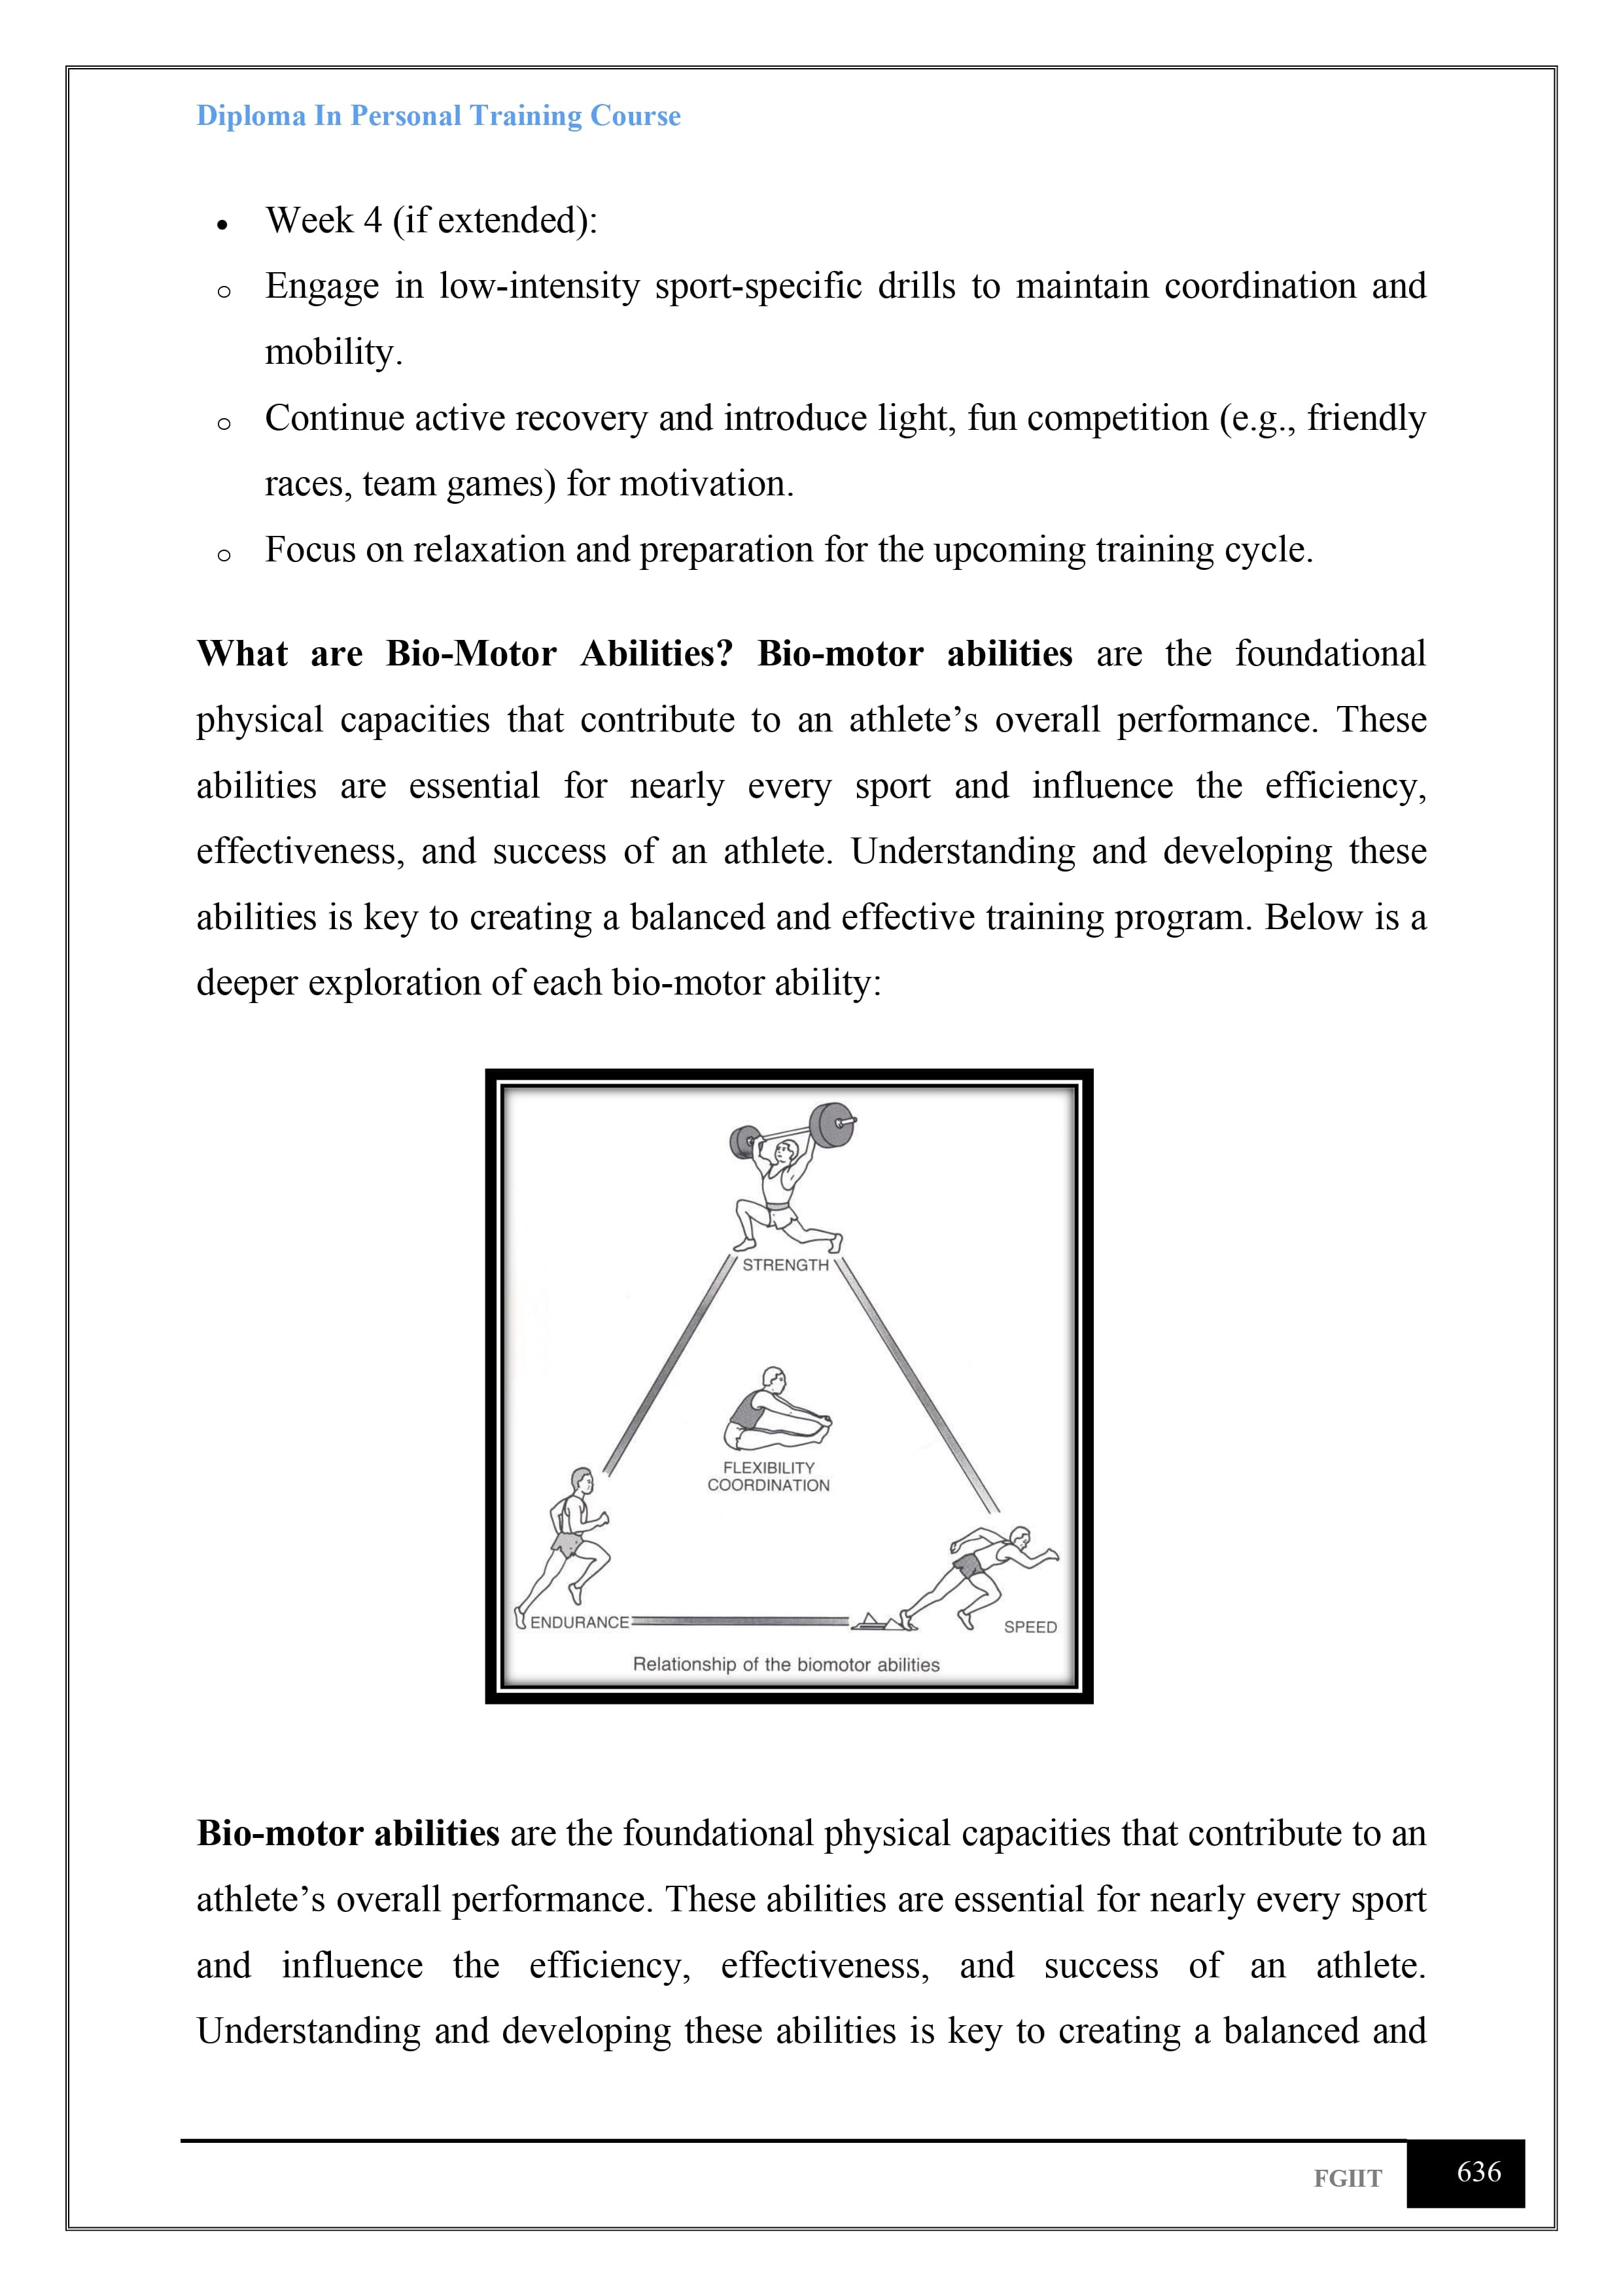 Diploma In Personal Training Course
• Week 4 (if extended):
o Engage in low-intensity sport-specific drills to maintain coordination and
mobility.
o Continue active recovery and introduce light, fun competition (e.g., friendly
races, team games) for motivation.
o Focus on relaxation and preparation for the upcoming training cycle.
What are Bio-Motor Abilities? Bio-motor abilities are the foundational
physical capacities that contribute to an athlete’s overall performance. These
abilities are essential for nearly every sport and influence the efficiency,
effectiveness, and success of an athlete. Understanding and developing these
abilities is key to creating a balanced and effective training program. Below is a
deeper exploration of each bio-motor ability:
STRENGTH
FLEXIBILITY
COORDINATION
ENDURANCE
SPEED
Relationship of the biomotor abilities
Bio-motor abilities are the foundational physical capacities that contribute to an
athlete’s overall performance. These abilities are essential for nearly every sport
and influence the efficiency, effectiveness, and success of an athlete.
Understanding and developing these abilities is key to creating a balanced and
FGIIT
636